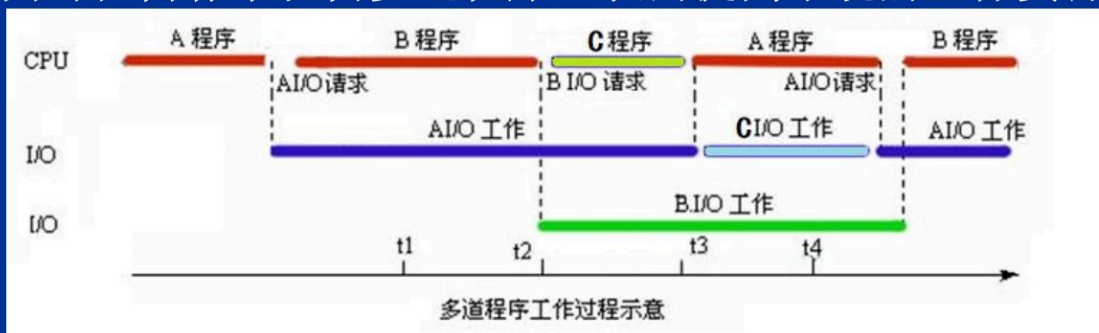 A 程序 B 程序 C 程序 A 程序 B 程序
CPU
AI/O 请求 B I/O 请求 AI/O 请求
AI/O 工作 CI/O 工作 AI/O 工作
I/O
B.I/O 工作
I/O
t1 t2 t3 t4
多道程序工作过程示意